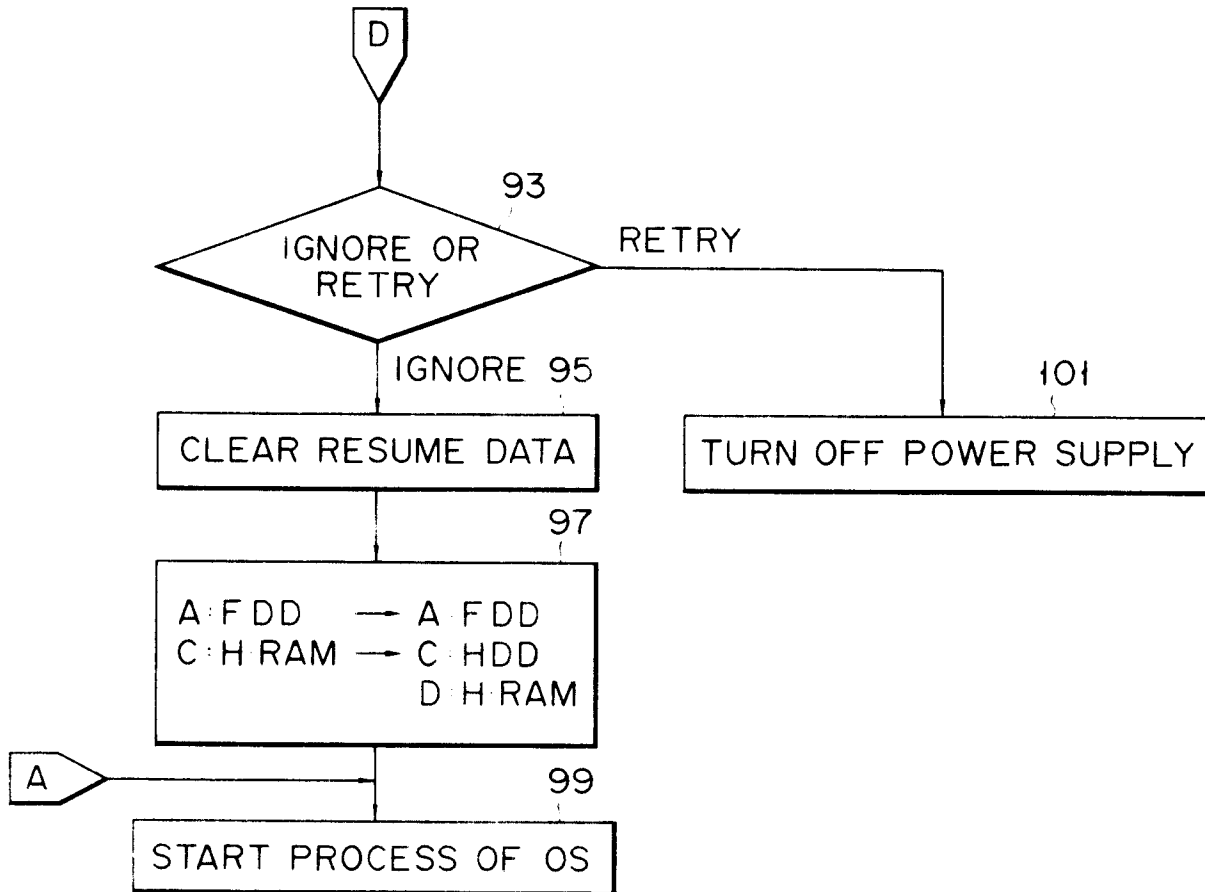 D
93
IGNORE OR
RETRY
RETRY
IGNORE 95
101
CLEAR RESUME DATA
TURN OFF POWER SUPPLY
97
A:FDD → A:FDD
C:H·RAM → C:HDD
D:H·RAM
A
99
START PROCESS OF OS